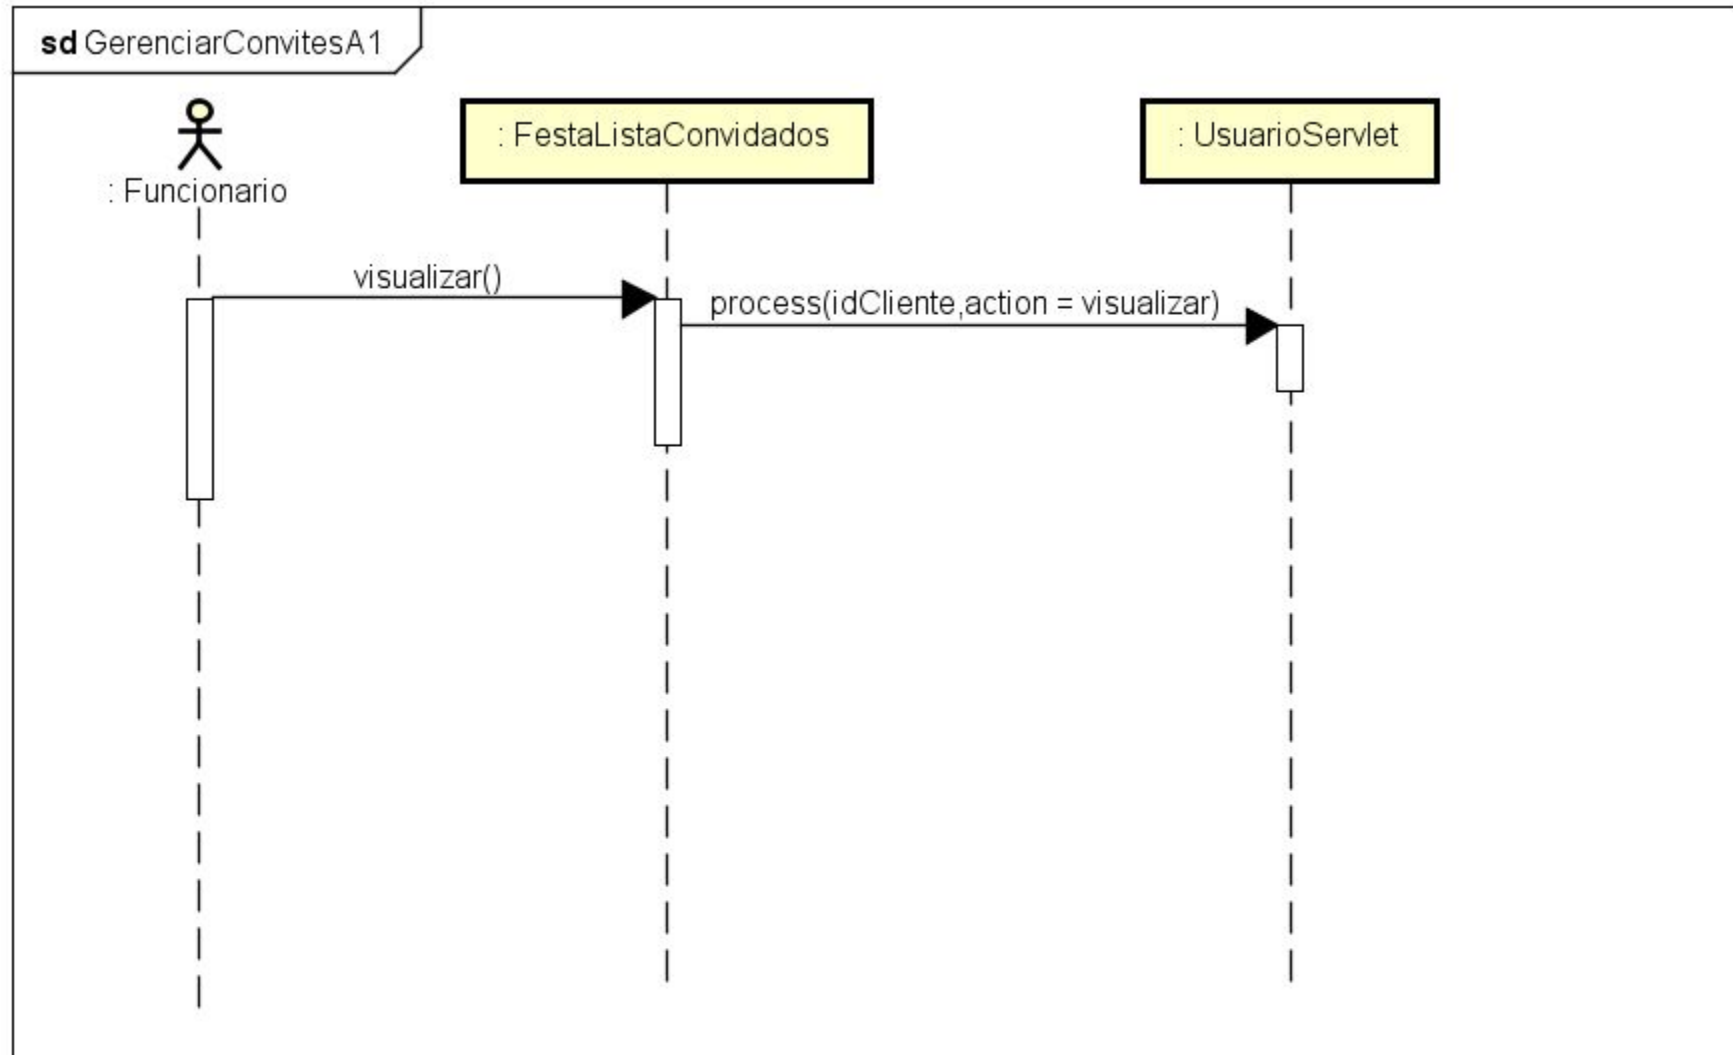 sd GerenciarConvitesA1
: Funcionario
: FestaListaConvidados
: UsuarioServlet
visualizar()
process(idCliente,action = visualizar)